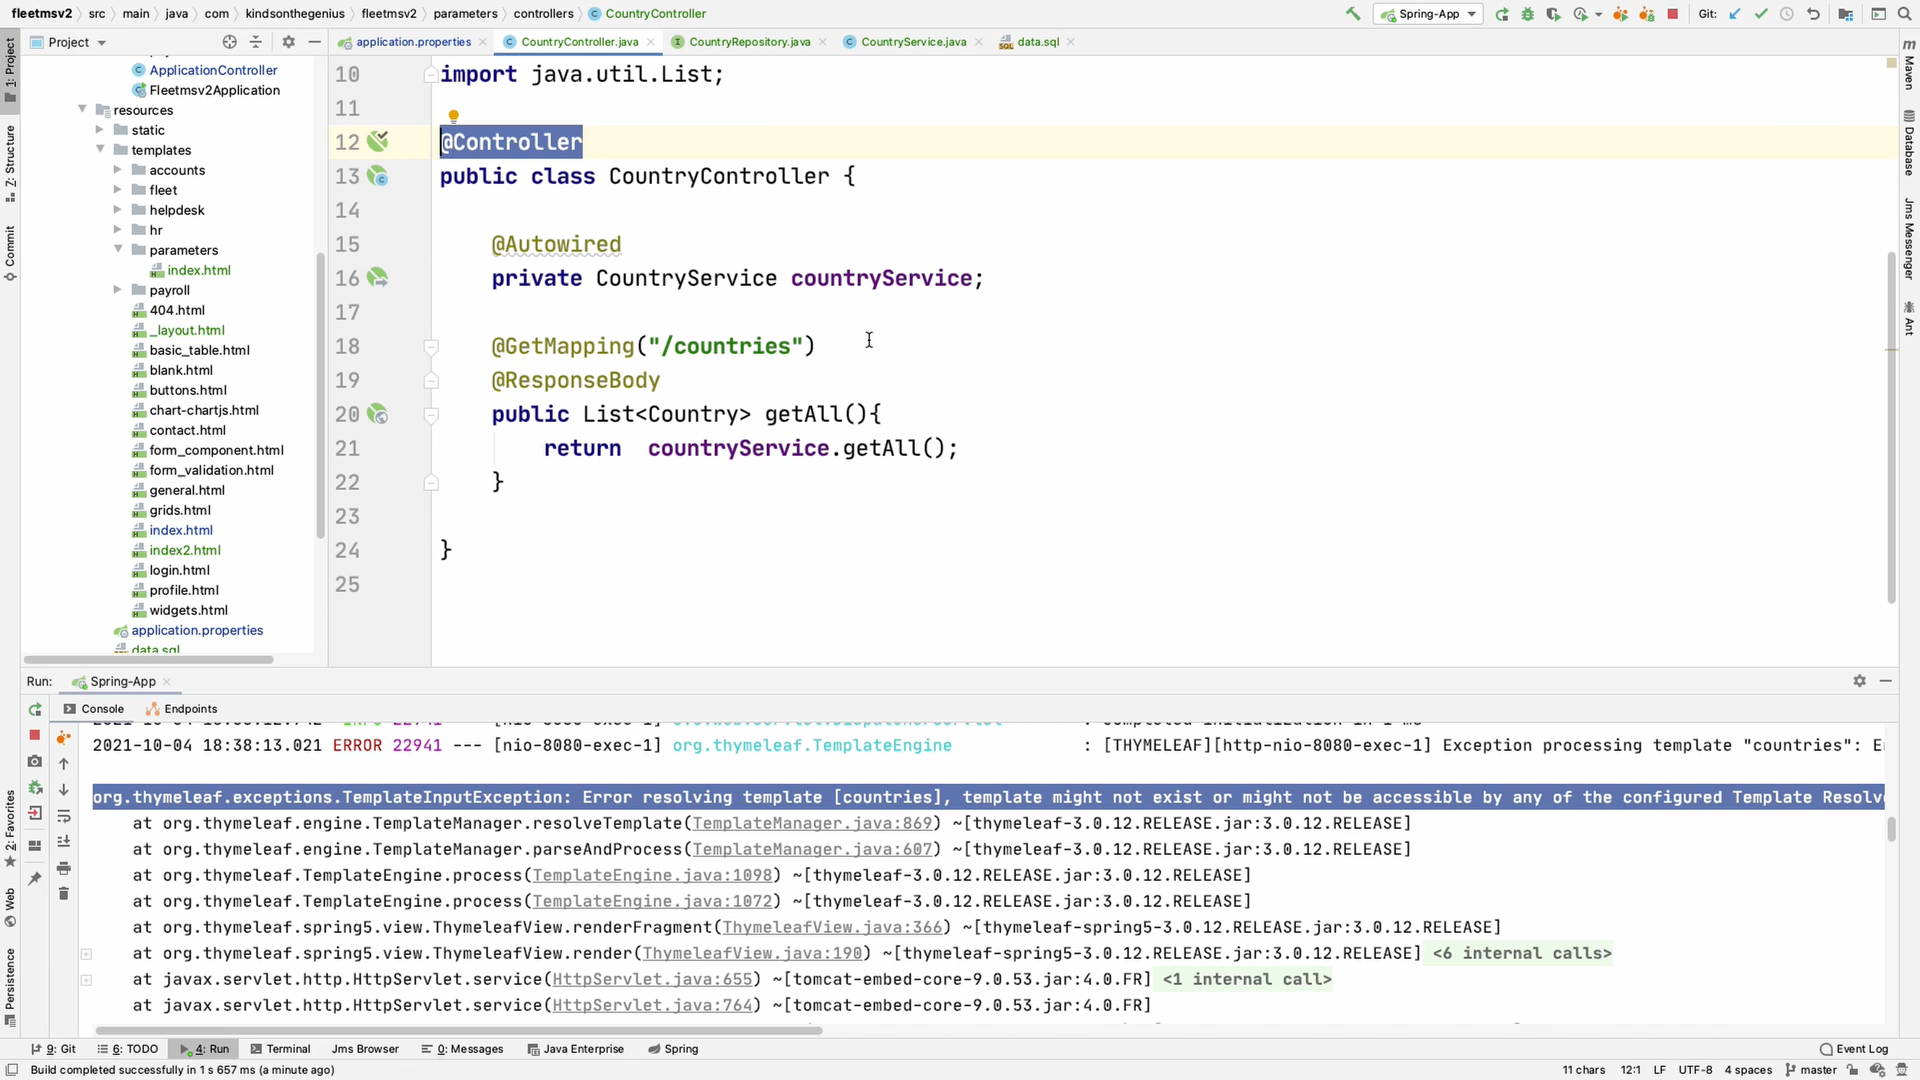 fleetmsv2 › src › main › java › com › kindsonthegenius › fleetmsv2 › parameters › controllers › CountryController
Spring-App
Git:
Project
application.properties
CountryController.java
CountryRepository.java
CountryService.java
data.sql
1: Project
Z: Structure
Commit
2: Favorites
Web
Persistence
Maven
Database
Jms Messenger
Ant
ApplicationController
Fleetmsv2Application
resources
static
templates
accounts
fleet
helpdesk
hr
parameters
index.html
payroll
404.html
_layout.html
basic_table.html
blank.html
buttons.html
chart-chartjs.html
contact.html
form_component.html
form_validation.html
general.html
grids.html
index.html
index2.html
login.html
profile.html
widgets.html
application.properties
data.sql
10 import java.util.List;
11
12 @Controller
13 public class CountryController {
14
15 @Autowired
16 private CountryService countryService;
17
18 @GetMapping("/countries")
19 @ResponseBody
20 public List<Country> getAll(){
21 return countryService.getAll();
22 }
23
24 }
25
Run: Spring-App
Console Endpoints
2021-10-04 18:38:13.021 ERROR 22941 --- [nio-8080-exec-1] org.thymeleaf.TemplateEngine : [THYMELEAF][http-nio-8080-exec-1] Exception processing template "countries":
org.thymeleaf.exceptions.TemplateInputException: Error resolving template [countries], template might not exist or might not be accessible by any of the configured Template Resolve
at org.thymeleaf.engine.TemplateManager.resolveTemplate(TemplateManager.java:869) ~[thymeleaf-3.0.12.RELEASE.jar:3.0.12.RELEASE]
at org.thymeleaf.engine.TemplateManager.parseAndProcess(TemplateManager.java:607) ~[thymeleaf-3.0.12.RELEASE.jar:3.0.12.RELEASE]
at org.thymeleaf.TemplateEngine.process(TemplateEngine.java:1098) ~[thymeleaf-3.0.12.RELEASE.jar:3.0.12.RELEASE]
at org.thymeleaf.TemplateEngine.process(TemplateEngine.java:1072) ~[thymeleaf-3.0.12.RELEASE.jar:3.0.12.RELEASE]
at org.thymeleaf.spring5.view.ThymeleafView.renderFragment(ThymeleafView.java:366) ~[thymeleaf-spring5-3.0.12.RELEASE.jar:3.0.12.RELEASE]
at org.thymeleaf.spring5.view.ThymeleafView.render(ThymeleafView.java:190) ~[thymeleaf-spring5-3.0.12.RELEASE.jar:3.0.12.RELEASE] <6 internal calls>
at javax.servlet.http.HttpServlet.service(HttpServlet.java:655) ~[tomcat-embed-core-9.0.53.jar:4.0.FR] <1 internal call>
at javax.servlet.http.HttpServlet.service(HttpServlet.java:764) ~[tomcat-embed-core-9.0.53.jar:4.0.FR]
9: Git 6: TODO 4: Run Terminal Jms Browser 0: Messages Java Enterprise Spring Event Log
Build completed successfully in 1 s 657 ms (a minute ago) 11 chars 12:1 LF UTF-8 4 spaces master